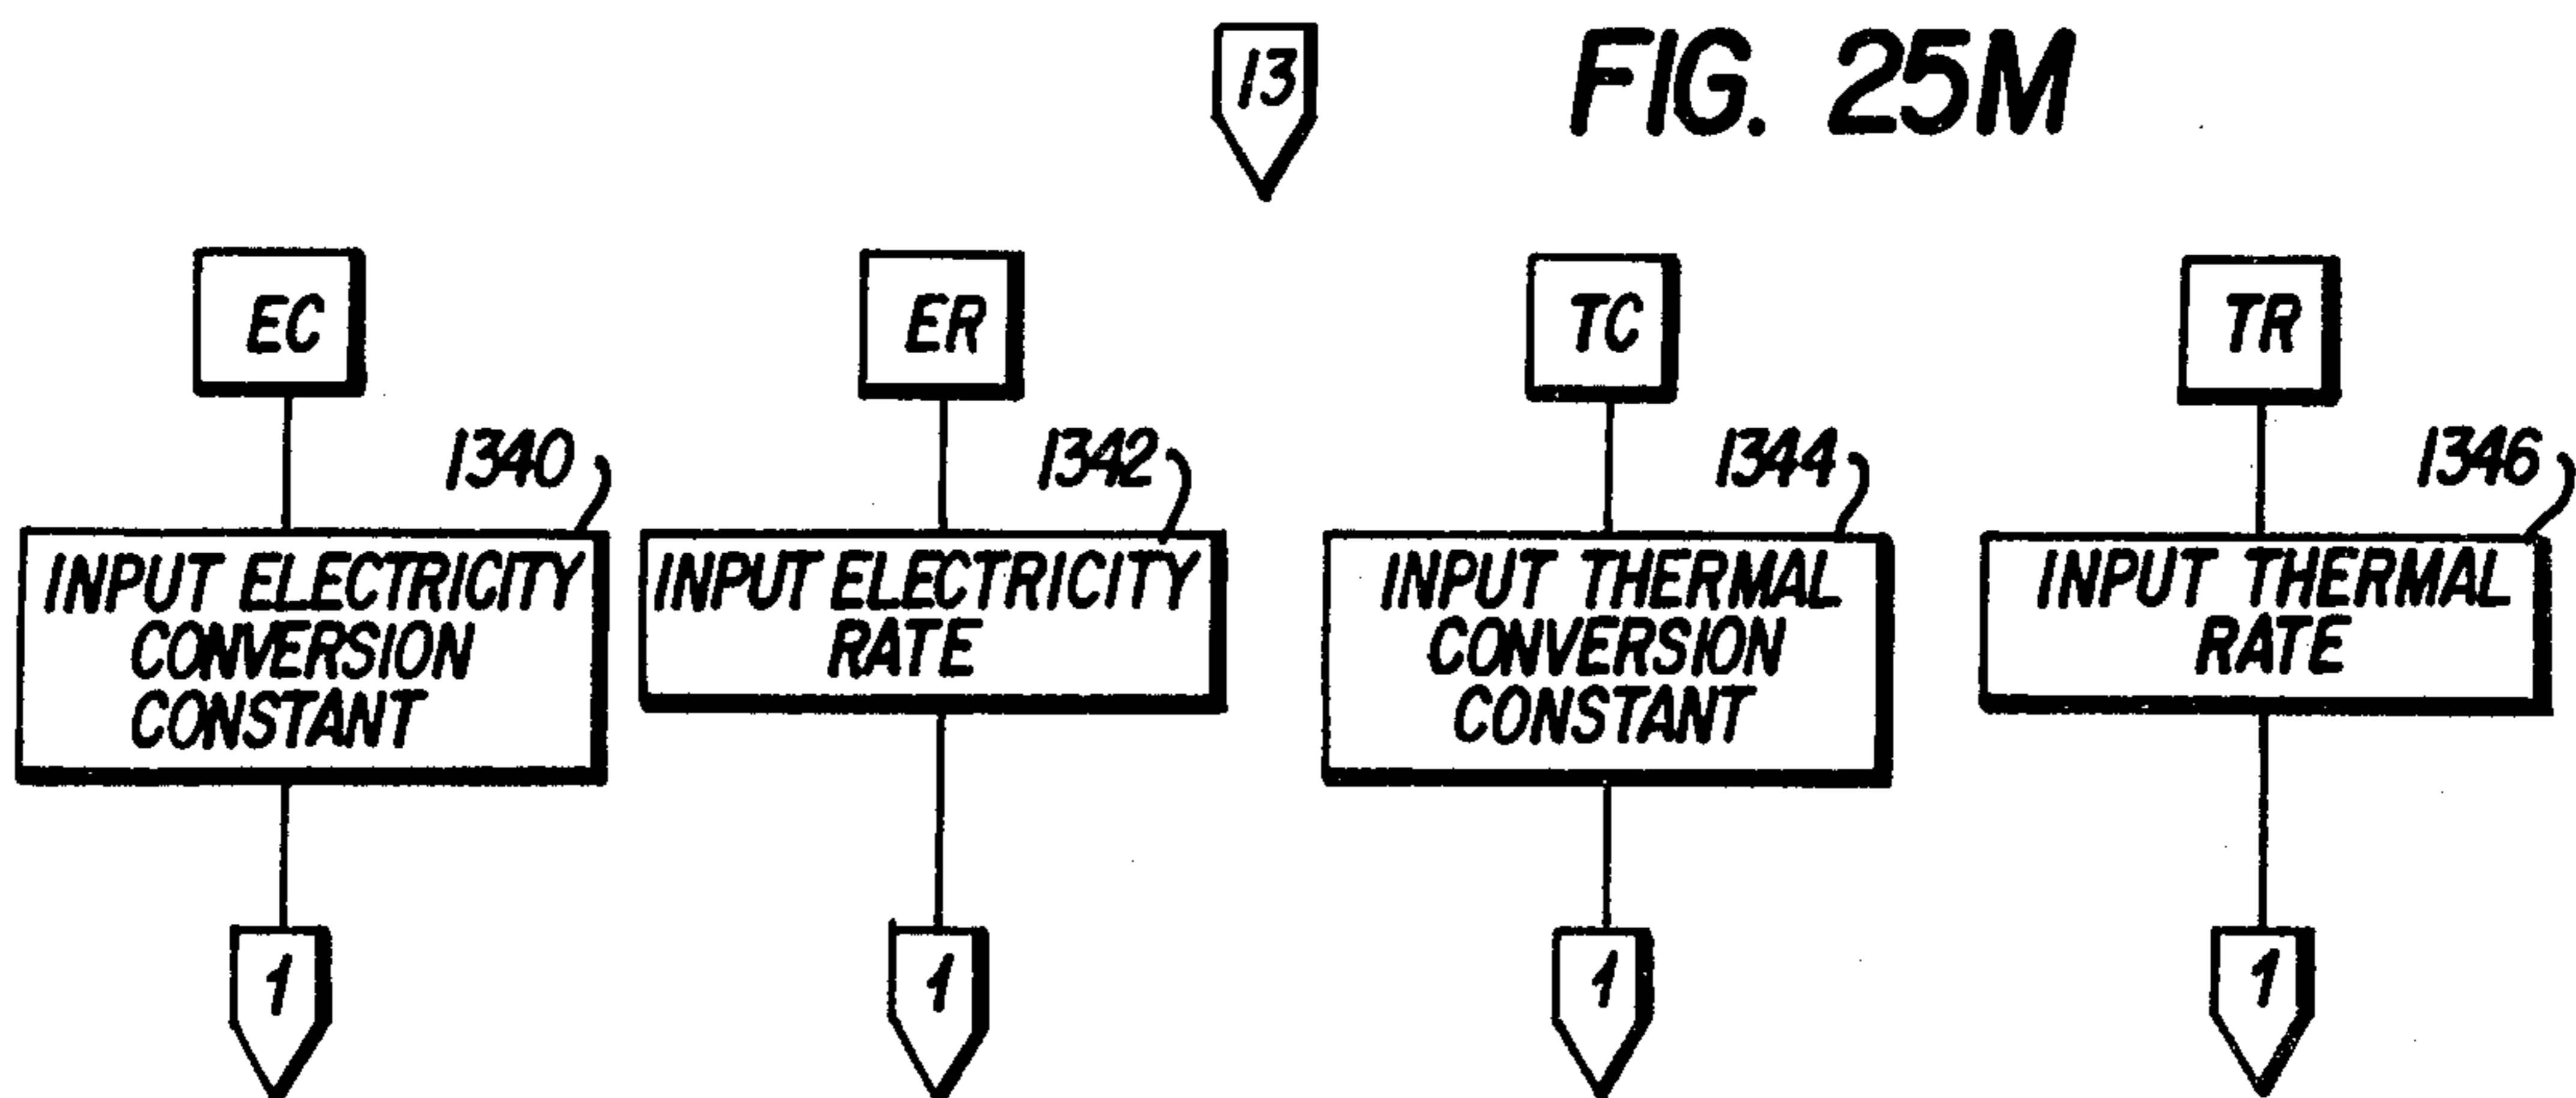 13
FIG. 25M
EC
ER
TC
TR
1340
1342
1344
1346
INPUT ELECTRICITY
CONVERSION
CONSTANT
INPUT ELECTRICITY
RATE
INPUT THERMAL
CONVERSION
CONSTANT
INPUT THERMAL
RATE
1
1
1
1